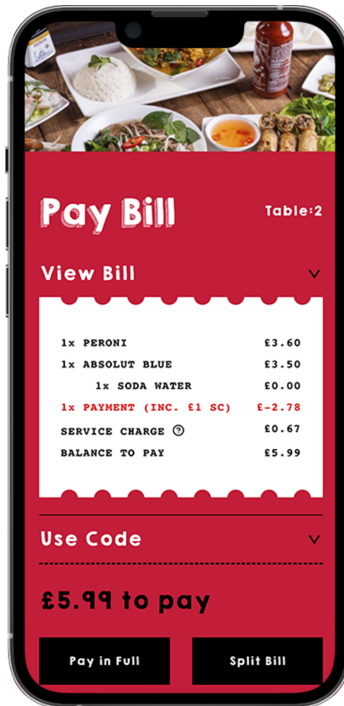 Pay Bill
Table:2
View Bill
1x PERONI £3.60
1x ABSOLUT BLUE £3.50
1x SODA WATER £0.00
1x PAYMENT (INC. £1 SC) £-2.78
SERVICE CHARGE ? £0.67
BALANCE TO PAY £5.99
Use Code
£5.99 to pay
Pay in Full
Split Bill